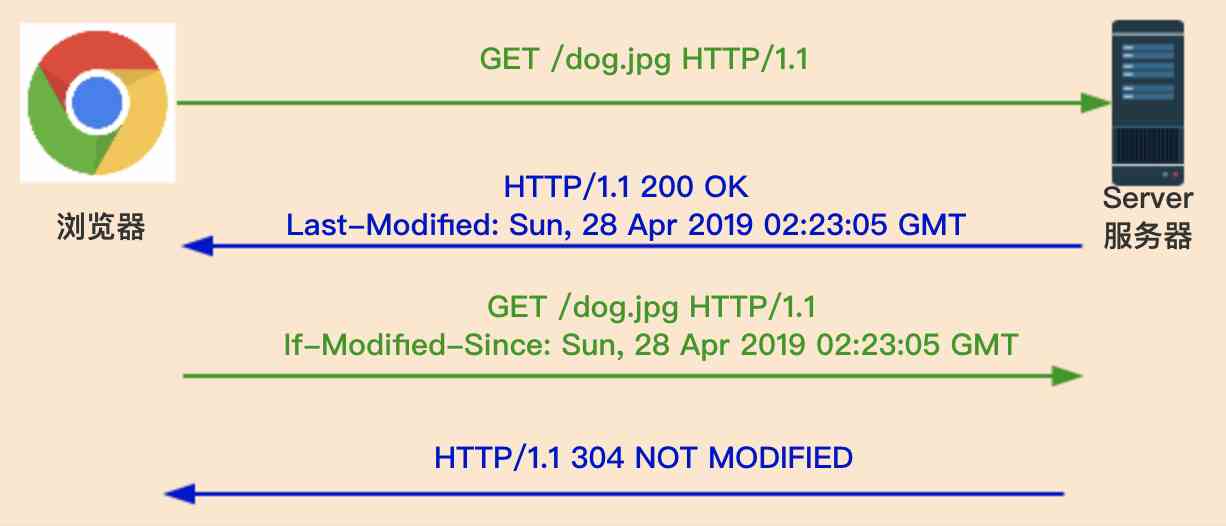 GET /dog.jpg HTTP/1.1
HTTP/1.1 200 OK
Last-Modified: Sun, 28 Apr 2019 02:23:05 GMT
浏览器
Server
服务器
GET /dog.jpg HTTP/1.1
If-Modified-Since: Sun, 28 Apr 2019 02:23:05 GMT
HTTP/1.1 304 NOT MODIFIED